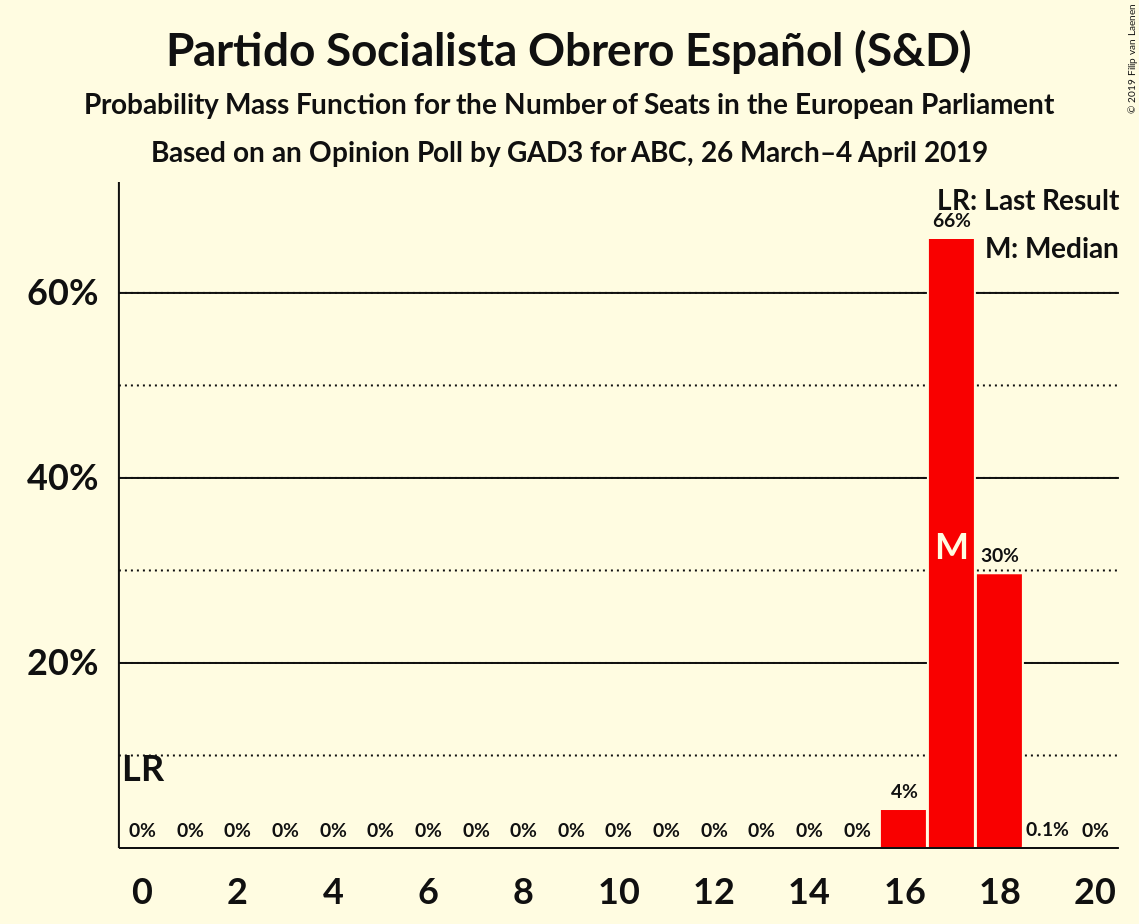 Partido Socialista Obrero Español (S&D)
Probability Mass Function for the Number of Seats in the European Parliament
Based on an Opinion Poll by GAD3 for ABC, 26 March–4 April 2019
© 2019 Filip van Laenen
LR: Last Result
M: Median
66%
60%
40%
M
30%
20%
LR
4%
0% 0% 0% 0% 0% 0% 0% 0% 0% 0% 0% 0% 0% 0% 0% 0% 0.1% 0%
0 2 4 6 8 10 12 14 16 18 20